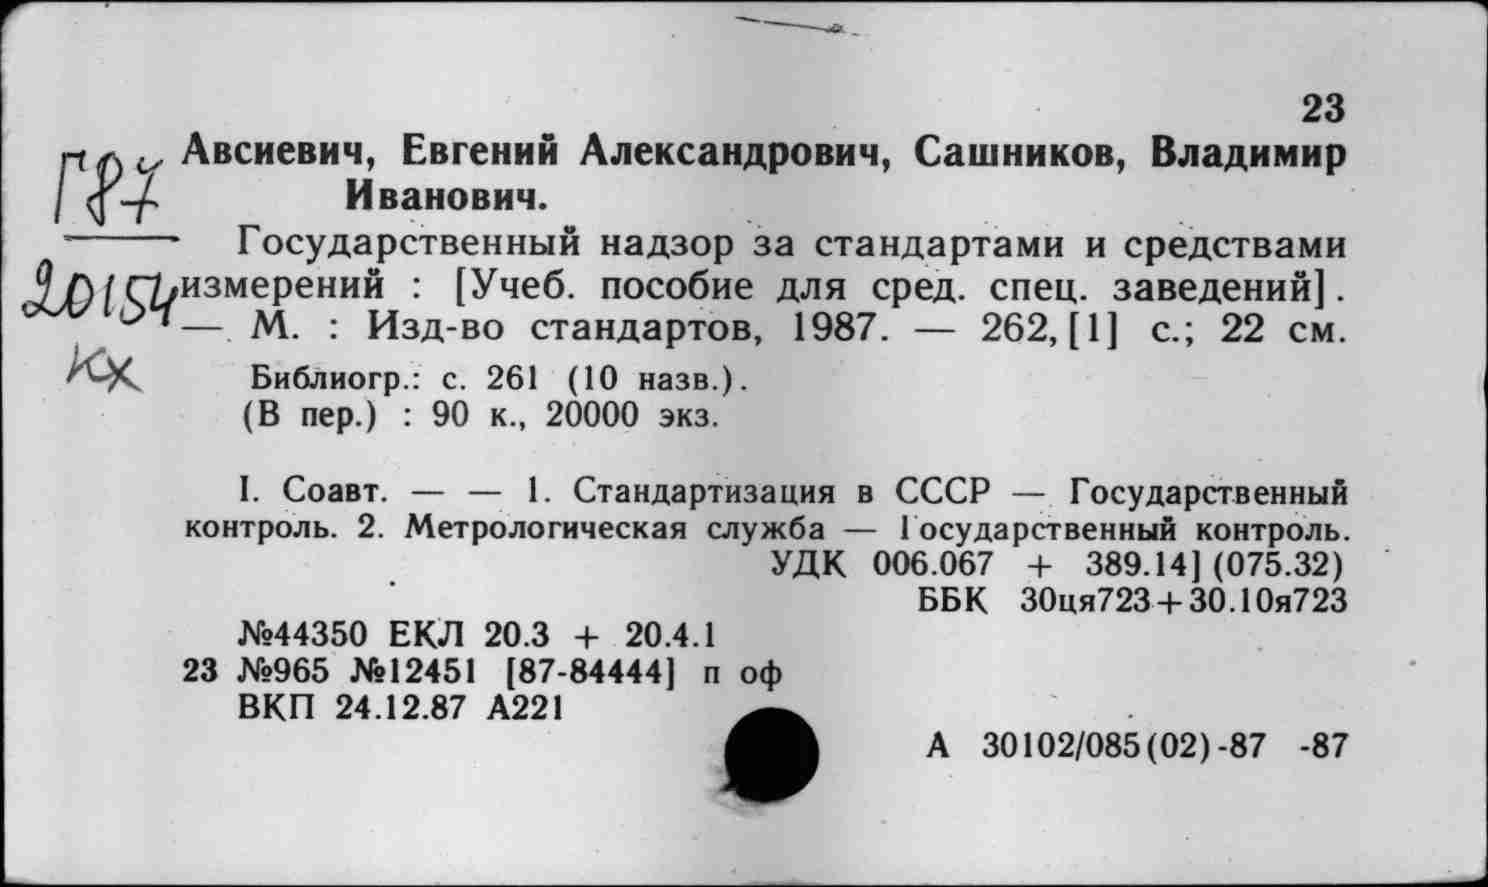 23
Авсиевич, Евгений Александрович, Сашников, Владимир
Иванович.
Г87
20154
кх
Государственный надзор за стандартами и средствами
измерений : [Учеб. пособие для сред. спец. заведений].
— М. : Изд-во стандартов, 1987. — 262, [1] с.; 22 см.
Библиогр.: с. 261 (10 назв.).
(В пер.) : 90 к., 20000 экз.
I. Соавт. — — 1. Стандартизация в СССР — Государственный
контроль. 2. Метрологическая служба — Государственный контроль.
УДК 006.067 + 389.14] (075.32)
ББК 30ця723+30.10я723
№44350 ЕКЛ 20.3 + 20.4.1
23 №965 №12451 [87-84444] п оф
ВКП 24.12.87 А221
А 30102/085(02)-87 -87